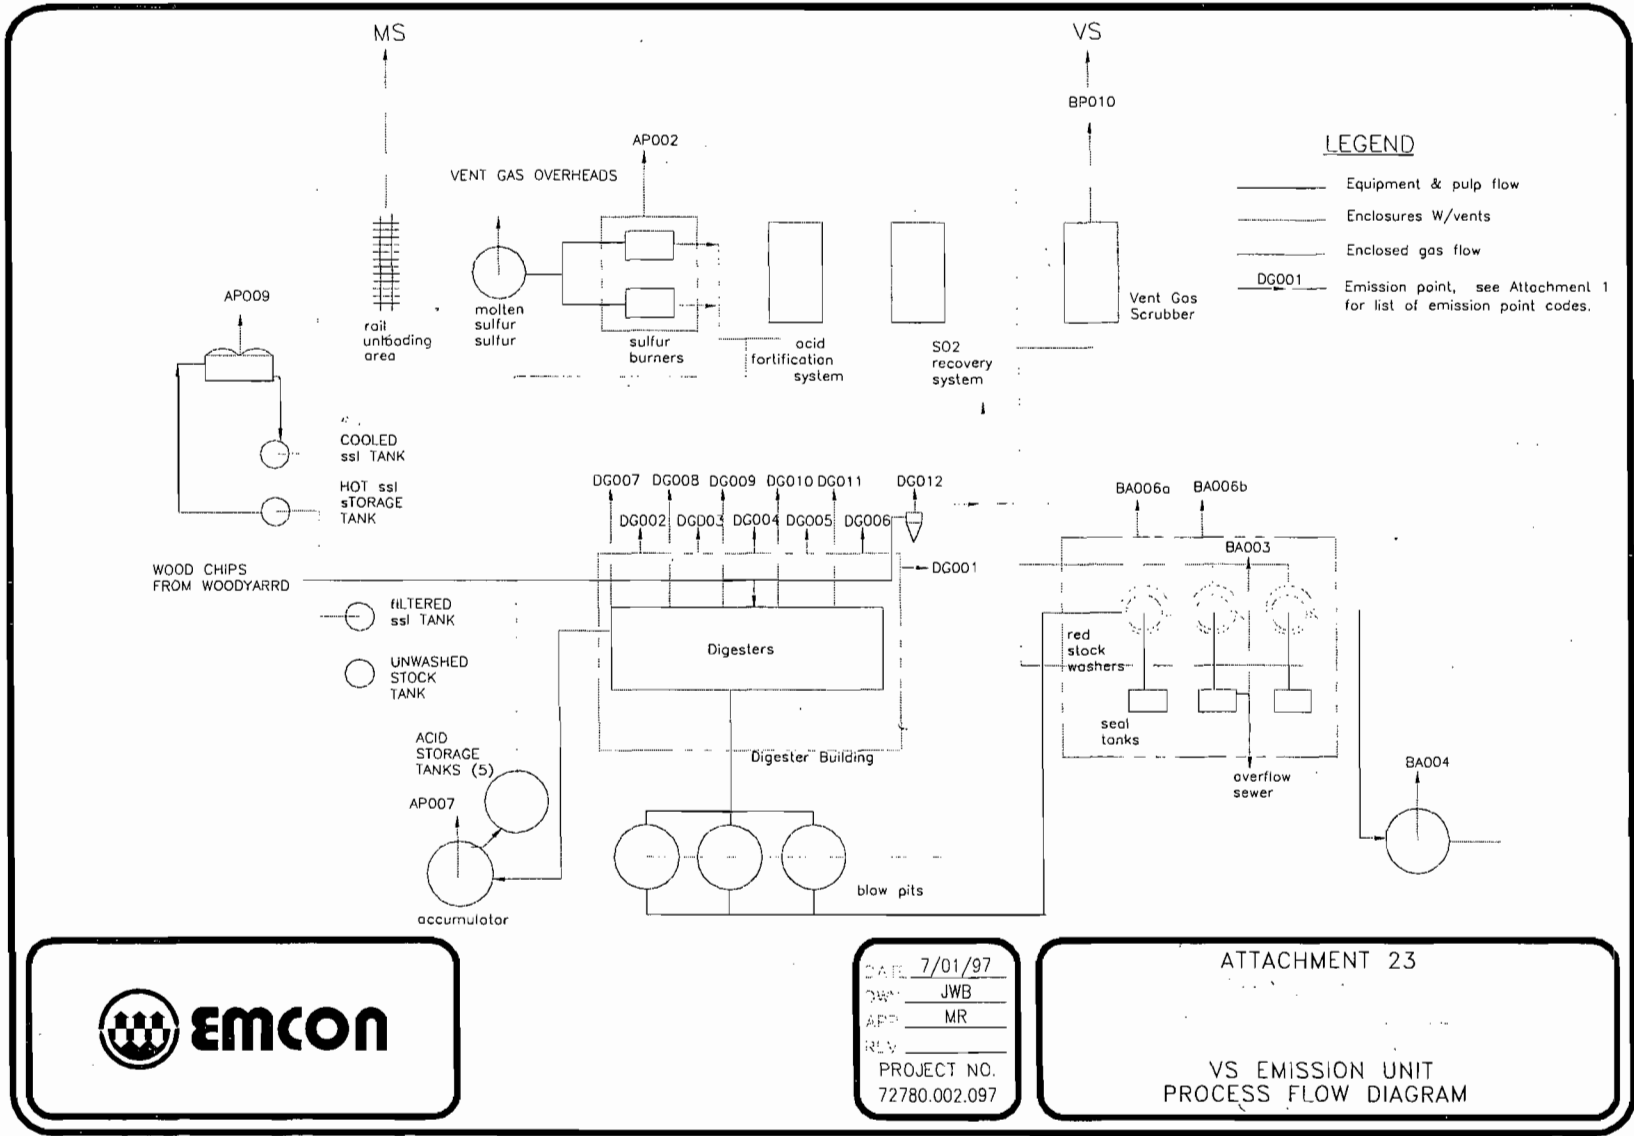 MS
VS
BP010
AP002
VENT GAS OVERHEADS
LEGEND
Equipment & pulp flow
Enclosures W/vents
Enclosed gas flow
DG001
Emission point, see Attachment 1
for list of emission point codes.
AP009
rail
unloading
area
molten
sulfur
sulfur
sulfur
burners
acid
fortification
system
SO2
recovery
system
Vent Gas
Scrubber
COOLED
ssl TANK
HOT ssl
sTORAGE
TANK
DG007 DG008 DG009 DG010 DG011 DG012
DG002 DG003 DG004 DG005 DG006
DG001
BA006a BA006b
BA003
WOOD CHIPS
FROM WOODYARRD
fILTERED
ssl TANK
UNWASHED
STOCK
TANK
Digesters
red
stock
washers
seal
tanks
Digester Building
overflow
sewer
ACID
STORAGE
TANKS (5)
AP007
BA004
accumulator
blow pits
EMCON
DATE 7/01/97
DWN JWB
APP MR
REV
PROJECT NO.
72780.002.097
ATTACHMENT 23
VS EMISSION UNIT
PROCESS FLOW DIAGRAM